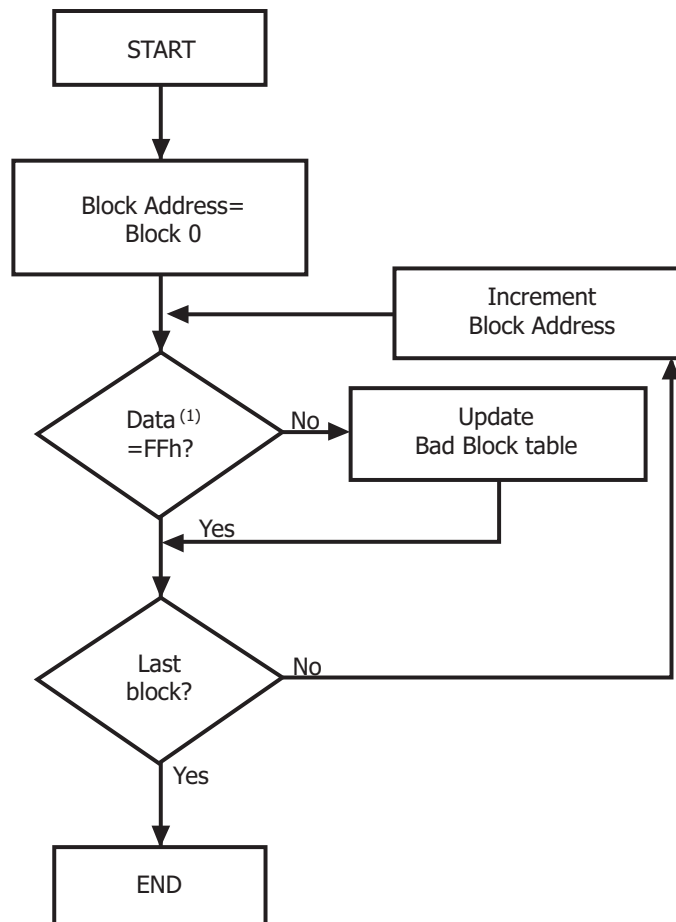 START
Block Address=
Block 0
Increment
Block Address
Data (1)
=FFh?
No
Update
Bad Block table
Yes
Last
block?
No
Yes
END